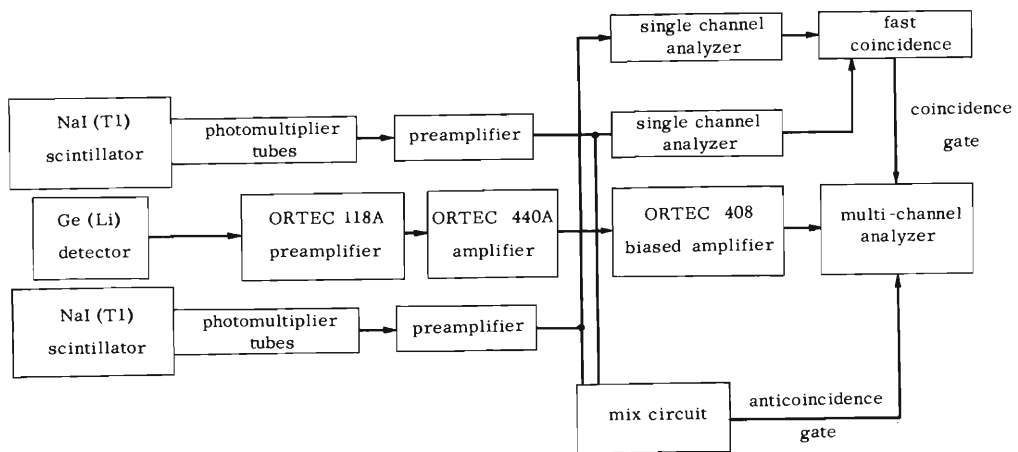 single channel
analyzer
fast
coincidence
NaI (T1)
scintillator
photomultiplier
tubes
preamplifier
single channel
analyzer
coincidence
gate
Ge (Li)
detector
ORTEC 118A
preamplifier
ORTEC 440A
amplifier
ORTEC 408
biased amplifier
multi-channel
analyzer
NaI (T1)
scintillator
photomultiplier
tubes
preamplifier
mix circuit
anticoincidence
gate